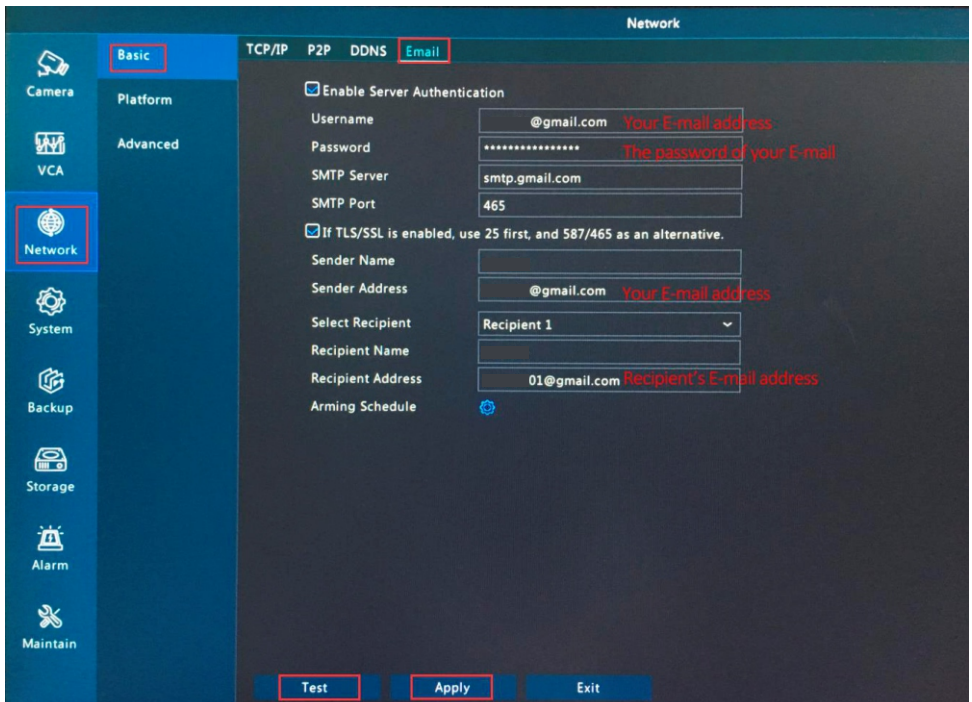 Network
Camera
VCA
Network
System
Backup
Storage
Alarm
Maintain
Basic
Platform
Advanced
TCP/IP P2P DDNS Email
Enable Server Authentication
Username @gmail.com Your E-mail address
Password **************** The password of your E-mail
SMTP Server smtp.gmail.com
SMTP Port 465
If TLS/SSL is enabled, use 25 first, and 587/465 as an alternative.
Sender Name
Sender Address @gmail.com Your E-mail address
Select Recipient Recipient 1
Recipient Name
Recipient Address 01@gmail.com Recipient's E-mail address
Arming Schedule
Test Apply Exit